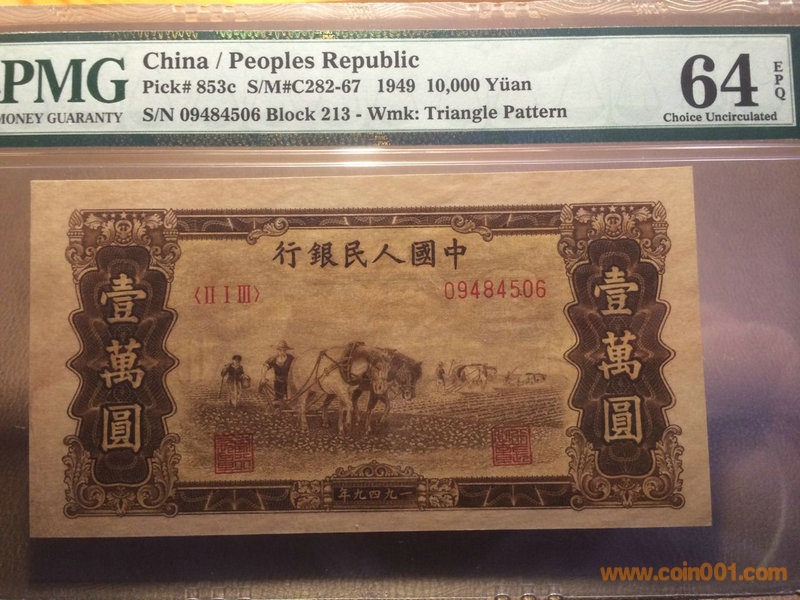 PMG
MONEY GUARANTY
China / Peoples Republic
Pick# 853c S/M#C282-67 1949 10,000 Yüan
S/N 09484506 Block 213 - Wmk: Triangle Pattern
64
EPQ
Choice Uncirculated
行銀民人國中
〈II I III〉
09484506
壹萬圓
壹萬圓
年九四九一
www.coin001.com